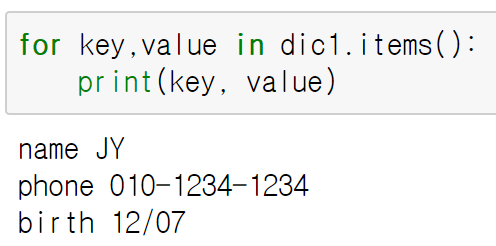 for key,value in dic1.items():
    print(key, value)
name JY
phone 010-1234-1234
birth 12/07